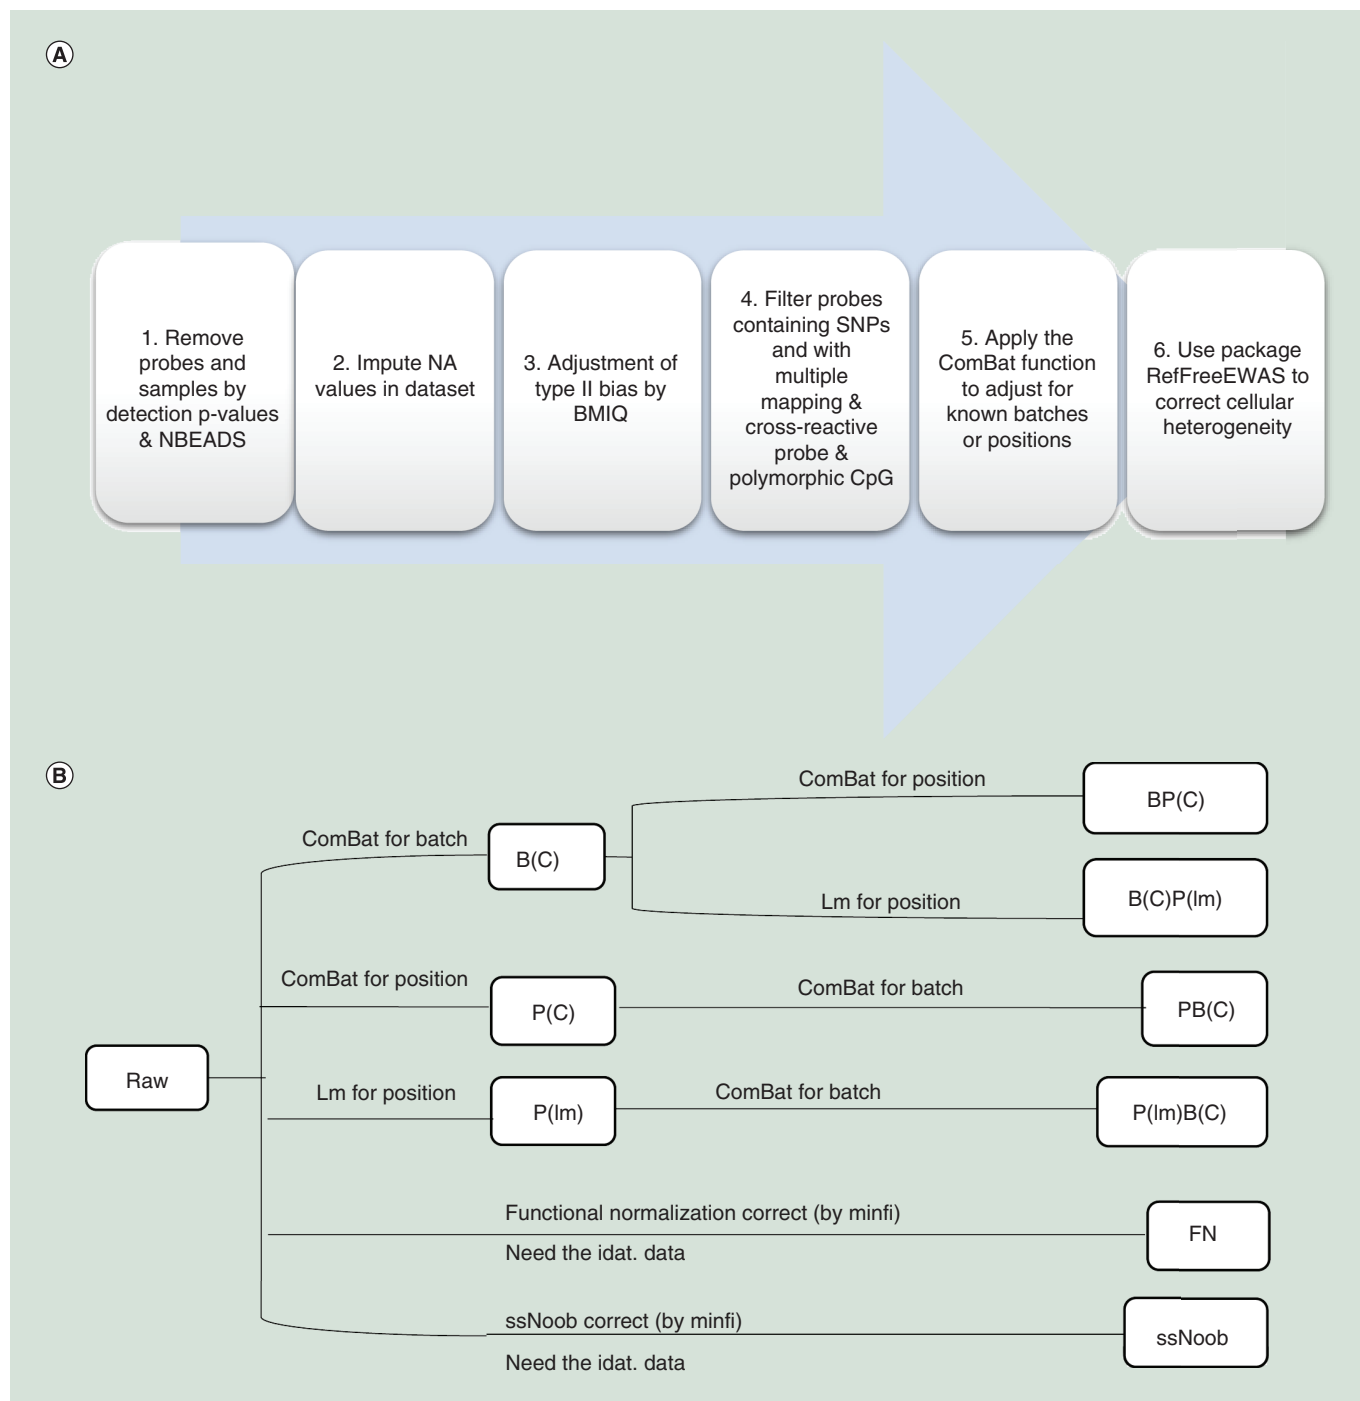 A
1. Remove
probes and
samples by
detection p-values
& NBEADS
2. Impute NA
values in dataset
3. Adjustment of
type II bias by
BMIQ
4. Filter probes
containing SNPs
and with
multiple
mapping &
cross-reactive
probe &
polymorphic CpG
5. Apply the
ComBat function
to adjust for
known batches
or positions
6. Use package
RefFreeEWAS to
correct cellular
heterogeneity
B
Raw
ComBat for batch
B(C)
ComBat for position
BP(C)
Lm for position
B(C)P(lm)
ComBat for position
P(C)
ComBat for batch
PB(C)
Lm for position
P(lm)
ComBat for batch
P(lm)B(C)
Functional normalization correct (by minfi)
Need the idat. data
FN
ssNoob correct (by minfi)
Need the idat. data
ssNoob